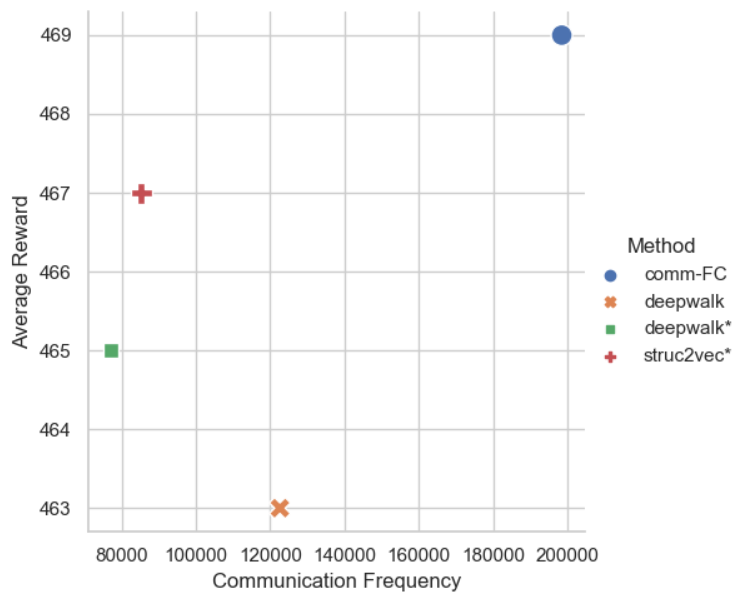 469
468
467
466
465
464
463
Average Reward
80000 100000 120000 140000 160000 180000 200000
Communication Frequency
Method
comm-FC
deepwalk
deepwalk*
struc2vec*